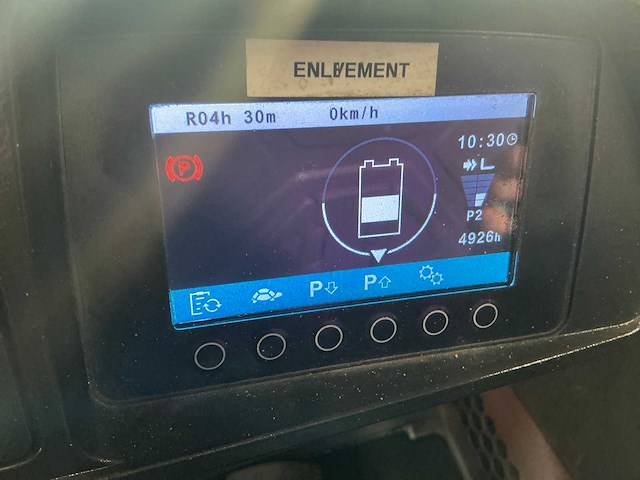 ENLEVEMENT
R04h 30m 0km/h
10:30
P
P2
4926h
P P